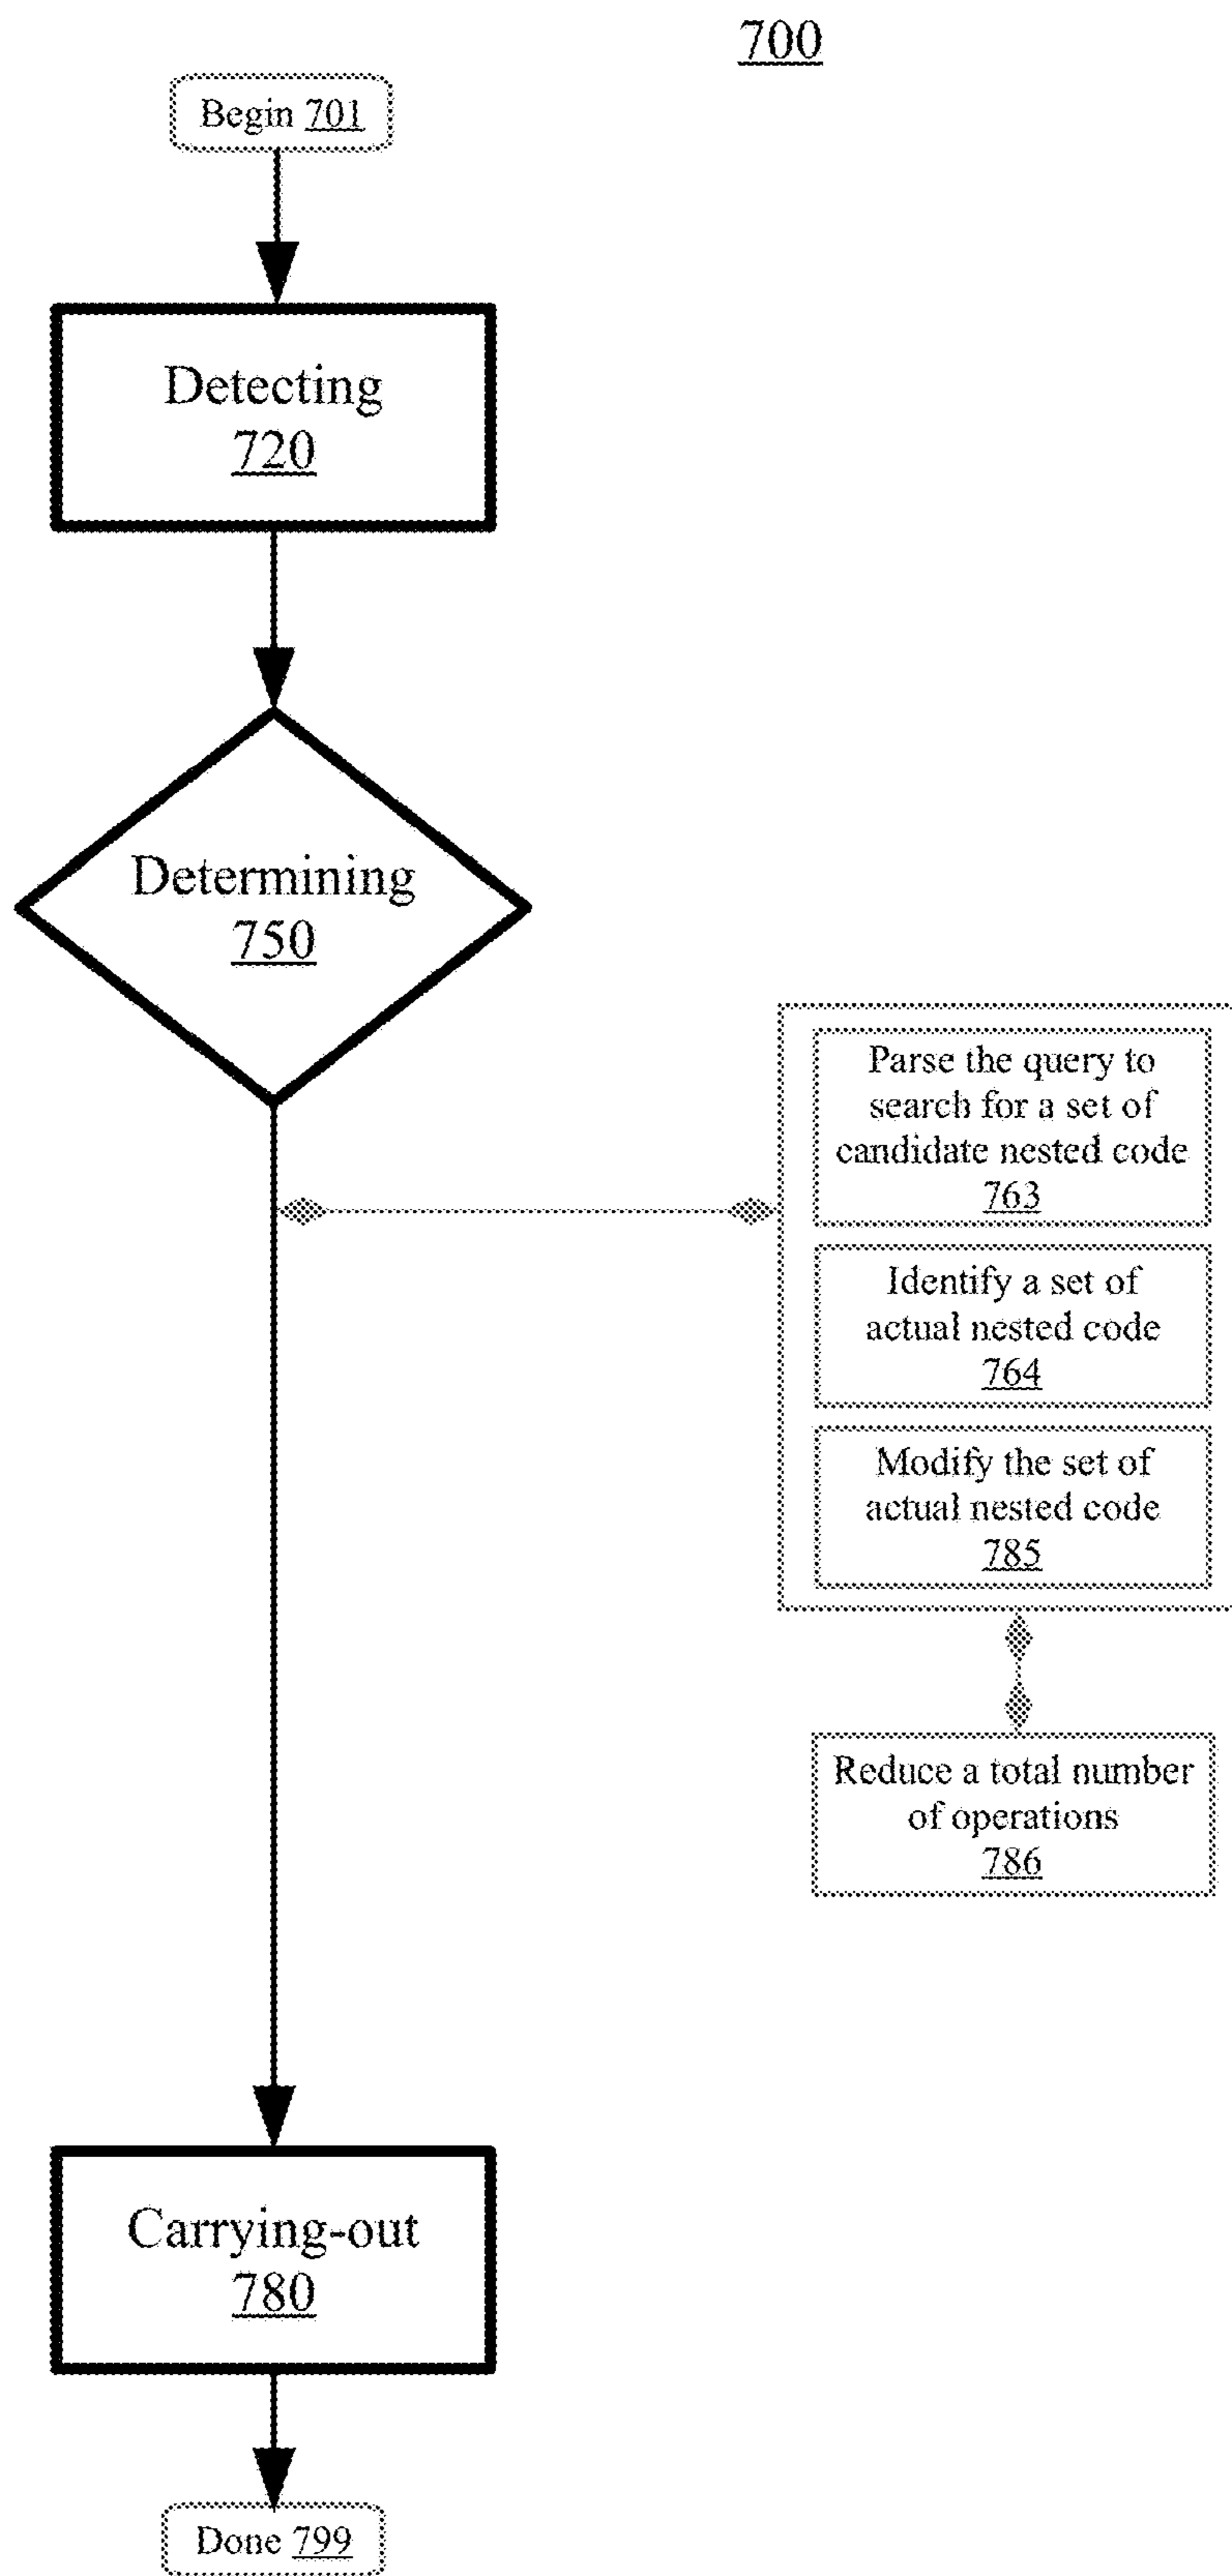 700
Begin 701
Detecting
720
Determining
750
Parse the query to
search for a set of
candidate nested code
763
Identify a set of
actual nested code
764
Modify the set of
actual nested code
785
Reduce a total number
of operations
786
Carrying-out
780
Done 799